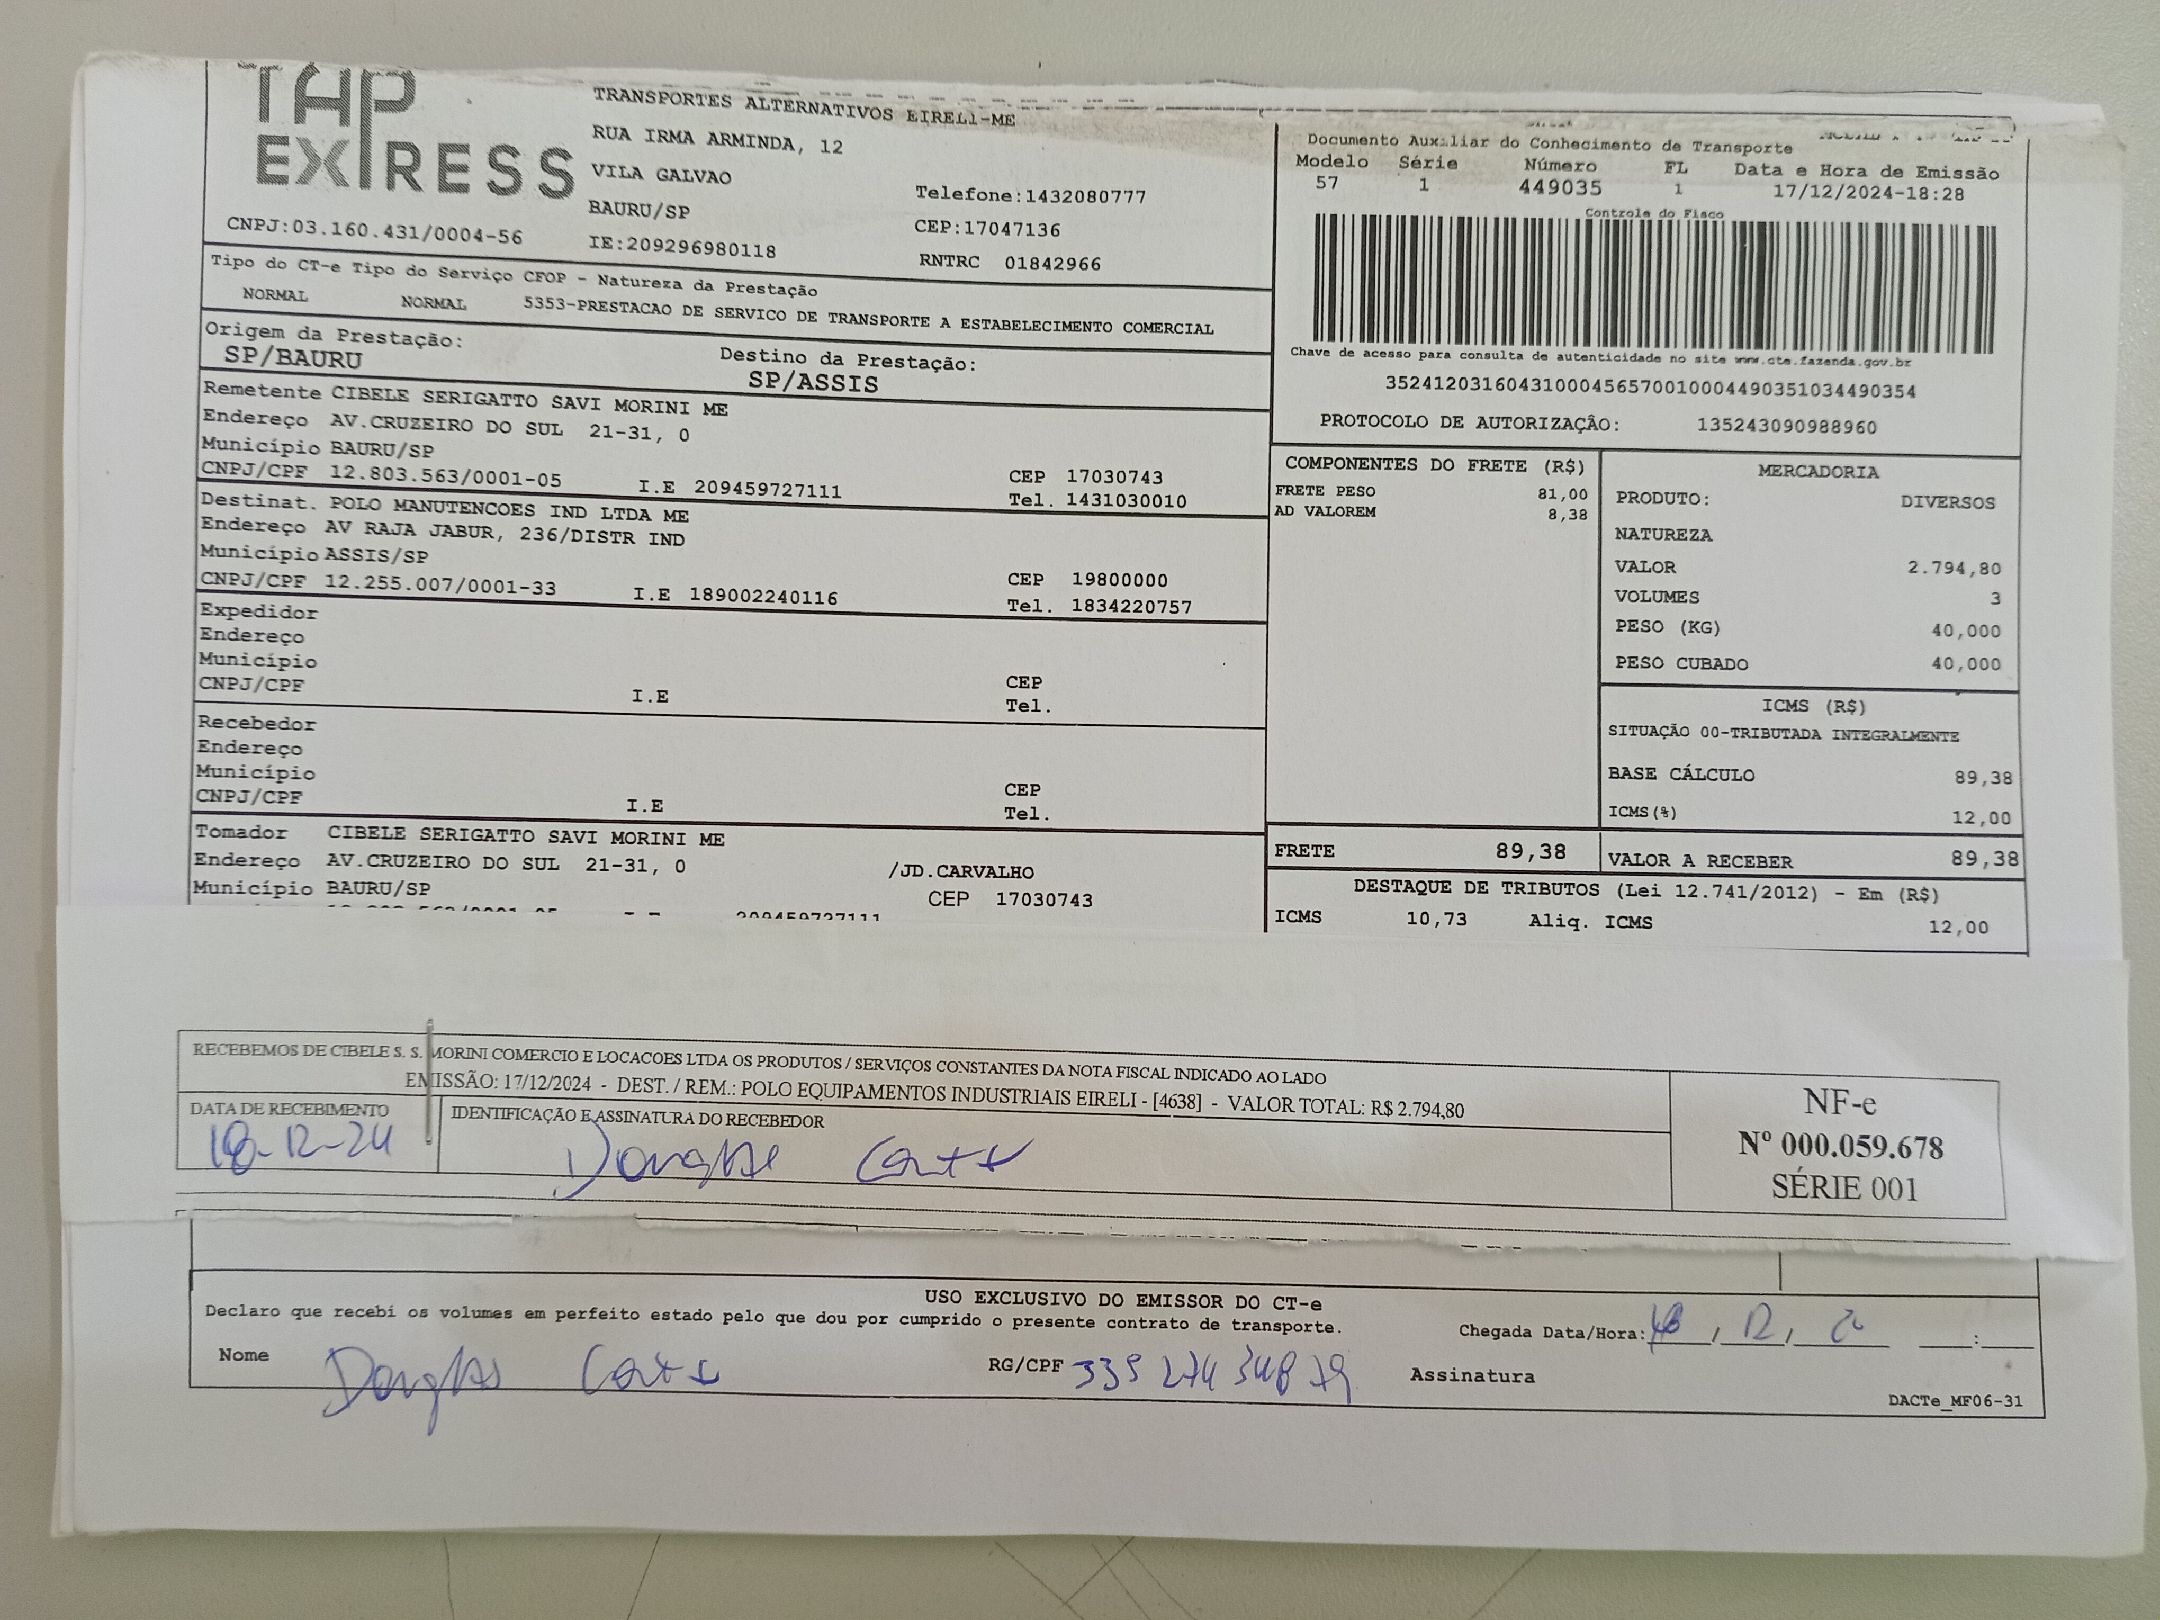 TAP
EXPRESS
CNPJ:03.160.431/0004-56
TRANSPORTES ALTERNATIVOS EIRELI-ME
RUA IRMA ARMINDA, 12
VILA GALVAO
BAURU/SP
IE:209296980118
Telefone:1432080777
CEP:17047136
RNTRC 01842966
Documento Auxiliar do Conhecimento de Transporte
Modelo Série Número FL Data e Hora de Emissão
57 1 449035 1 17/12/2024-18:28
Controle do Fisco
Chave de acesso para consulta de autenticidade no site www.cte.fazenda.gov.br
35241203160431000456570010004490351034490354
PROTOCOLO DE AUTORIZAÇÃO: 135243090988960
Tipo do CT-e Tipo do Serviço CFOP - Natureza da Prestação
NORMAL NORMAL 5353-PRESTACAO DE SERVICO DE TRANSPORTE A ESTABELECIMENTO COMERCIAL
Origem da Prestação: Destino da Prestação:
SP/BAURU SP/ASSIS
Remetente CIBELE SERIGATTO SAVI MORINI ME
Endereço AV.CRUZEIRO DO SUL 21-31, 0
Município BAURU/SP CEP 17030743
CNPJ/CPF 12.803.563/0001-05 I.E 209459727111 Tel. 1431030010
Destinat. POLO MANUTENCOES IND LTDA ME
Endereço AV RAJA JABUR, 236/DISTR IND
Município ASSIS/SP CEP 19800000
CNPJ/CPF 12.255.007/0001-33 I.E 189002240116 Tel. 1834220757
Expedidor
Endereço
Município CEP
CNPJ/CPF I.E Tel.
Recebedor
Endereço
Município CEP
CNPJ/CPF I.E Tel.
Tomador CIBELE SERIGATTO SAVI MORINI ME
Endereço AV.CRUZEIRO DO SUL 21-31, 0 /JD.CARVALHO
Município BAURU/SP CEP 17030743
209459727111
COMPONENTES DO FRETE (R$)
FRETE PESO 81,00
AD VALOREM 8,38
MERCADORIA
PRODUTO: DIVERSOS
NATUREZA
VALOR 2.794,80
VOLUMES 3
PESO (KG) 40,000
PESO CUBADO 40,000
ICMS (R$)
SITUAÇÃO 00-TRIBUTADA INTEGRALMENTE
BASE CÁLCULO 89,38
ICMS(%) 12,00
FRETE 89,38 VALOR A RECEBER 89,38
DESTAQUE DE TRIBUTOS (Lei 12.741/2012) - Em (R$)
ICMS 10,73 Aliq. ICMS 12,00
RECEBEMOS DE CIBELE S. S. MORINI COMERCIO E LOCACOES LTDA OS PRODUTOS / SERVIÇOS CONSTANTES DA NOTA FISCAL INDICADO AO LADO
EMISSÃO: 17/12/2024 - DEST. / REM.: POLO EQUIPAMENTOS INDUSTRIAIS EIRELI - [4638] - VALOR TOTAL: R$ 2.794,80
DATA DE RECEBIMENTO IDENTIFICAÇÃO E ASSINATURA DO RECEBEDOR
18-12-24 Douglas
NF-e
Nº 000.059.678
SÉRIE 001
USO EXCLUSIVO DO EMISSOR DO CT-e
Declaro que recebi os volumes em perfeito estado pelo que dou por cumprido o presente contrato de transporte.
Chegada Data/Hora: 18, 12,
Nome Douglas RG/CPF 339 274 348 79 Assinatura
DACTe_MF06-31